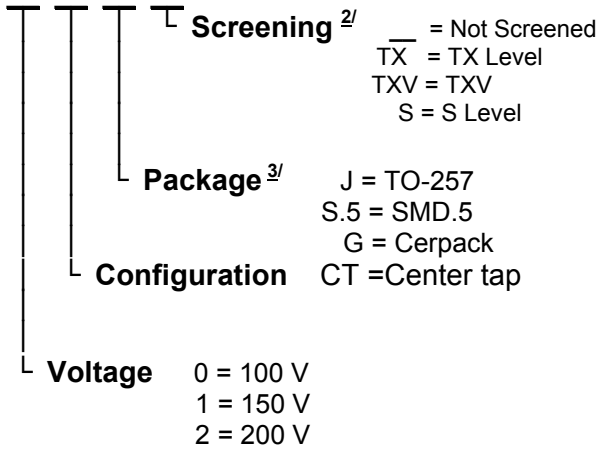 Screening 2/ __ = Not Screened
TX = TX Level
TXV = TXV
S = S Level
Package 3/ J = TO-257
S.5 = SMD.5
G = Cerpack
Configuration CT =Center tap
Voltage 0 = 100 V
1 = 150 V
2 = 200 V